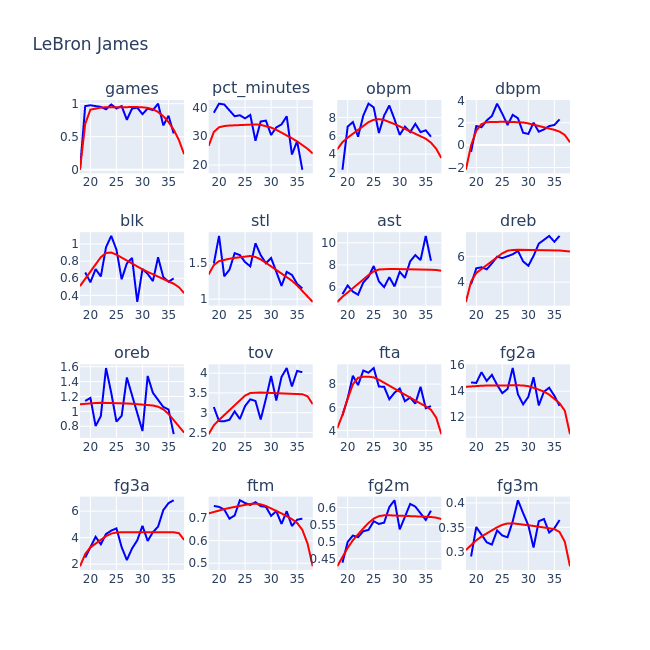 LeBron James
games pct_minutes obpm dbpm
1 0.5 0 20 25 30 35
40 30 20 20 25 30 35
8 6 4 2 20 25 30 35
4 2 0 −2 20 25 30 35
blk stl ast dreb
1 0.8 0.6 0.4 20 25 30 35
1.5 1 20 25 30 35
10 8 6 20 25 30 35
6 4 20 25 30 35
oreb tov fta fg2a
1.6 1.4 1.2 1 0.8 20 25 30 35
4 3.5 3 2.5 20 25 30 35
8 6 4 20 25 30 35
16 14 12 20 25 30 35
fg3a ftm fg2m fg3m
6 4 2 20 25 30 35
0.7 0.6 0.5 20 25 30 35
0.6 0.55 0.5 0.45 20 25 30 35
0.4 0.35 0.3 20 25 30 35